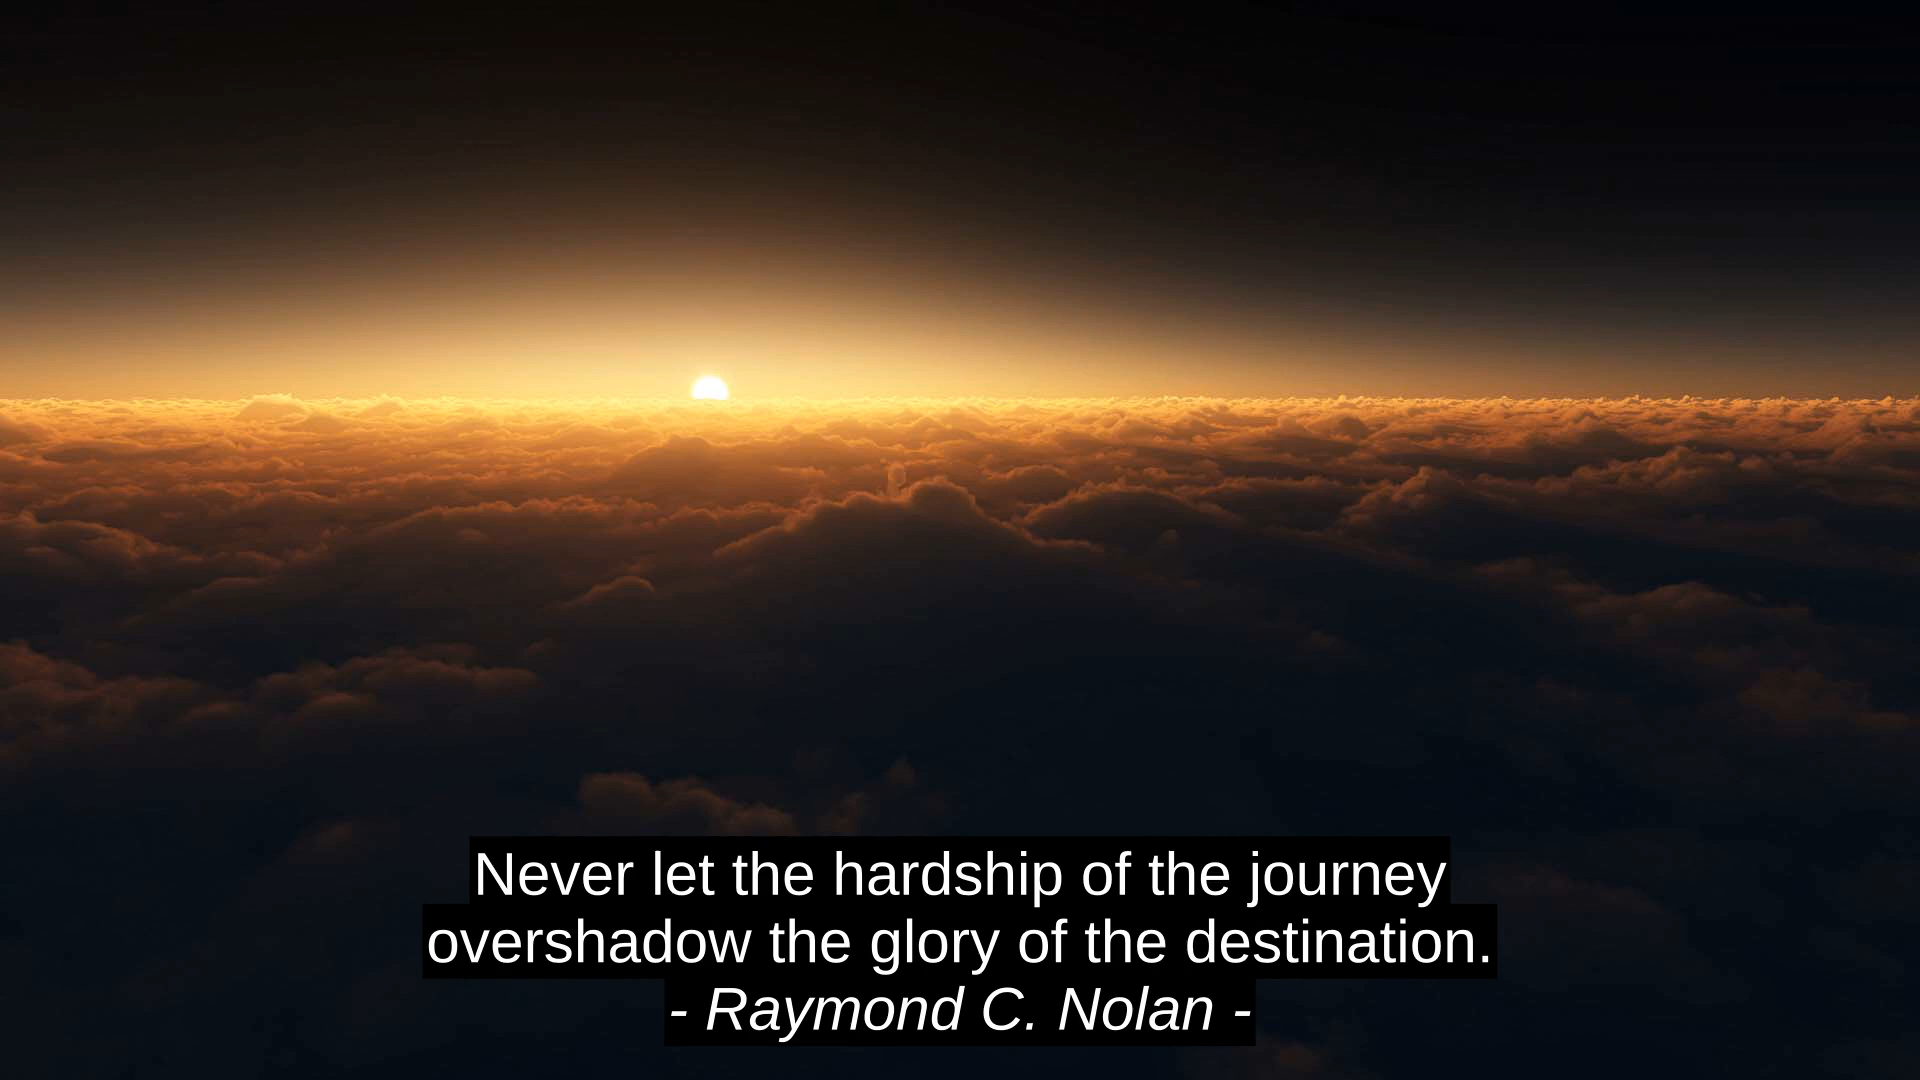 Never let the hardship of the journey
overshadow the glory of the destination.
- Raymond C. Nolan -